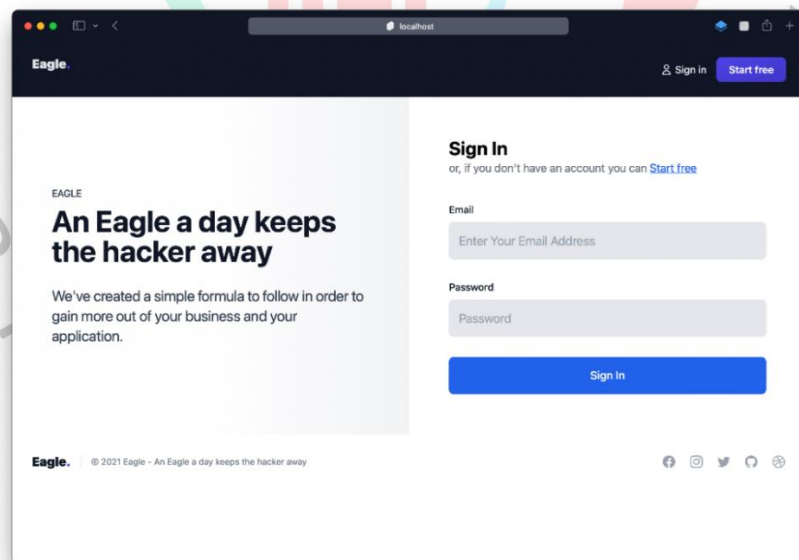 localhost
Eagle.
Sign in
Start free
Sign In
or, if you don't have an account you can Start free
EAGLE
An Eagle a day keeps
the hacker away
We've created a simple formula to follow in order to
gain more out of your business and your
application.
Email
Enter Your Email Address
Password
Password
Sign In
Eagle.
© 2021 Eagle - An Eagle a day keeps the hacker away